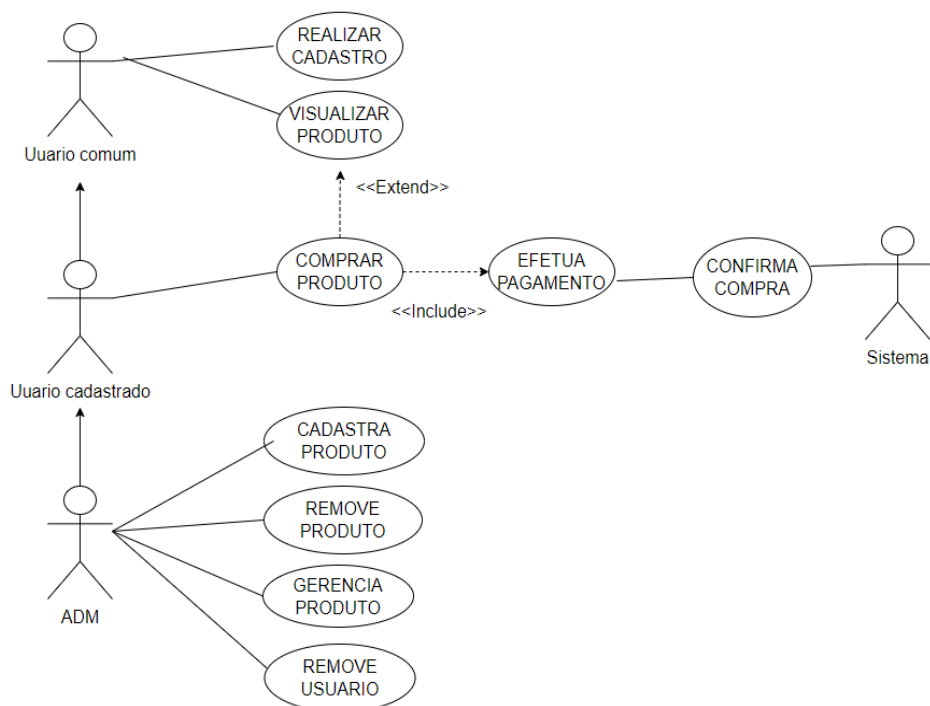 REALIZAR
CADASTRO
VISUALIZAR
PRODUTO
Uuario comum
<<Extend>>
COMPRAR
PRODUTO
EFETUA
PAGAMENTO
CONFIRMA
COMPRA
<<Include>>
Sistema
Uuario cadastrado
CADASTRA
PRODUTO
REMOVE
PRODUTO
GERENCIA
PRODUTO
ADM
REMOVE
USUARIO